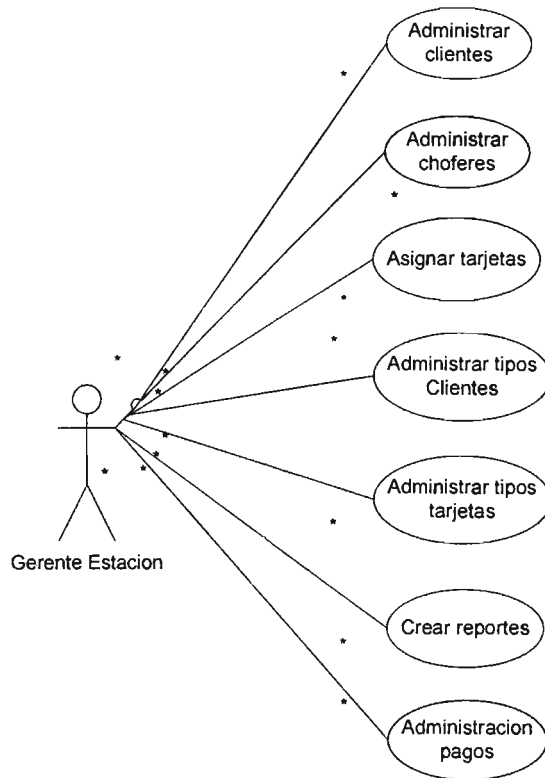 Administrar
clientes
*
Administrar
choferes
*
Asignar tarjetas
*
*
Administrar tipos
Clientes
*
*
*
*
Administrar tipos
tarjetas
*
*
*
*
Gerente Estacion
Crear reportes
*
*
Administracion
pagos